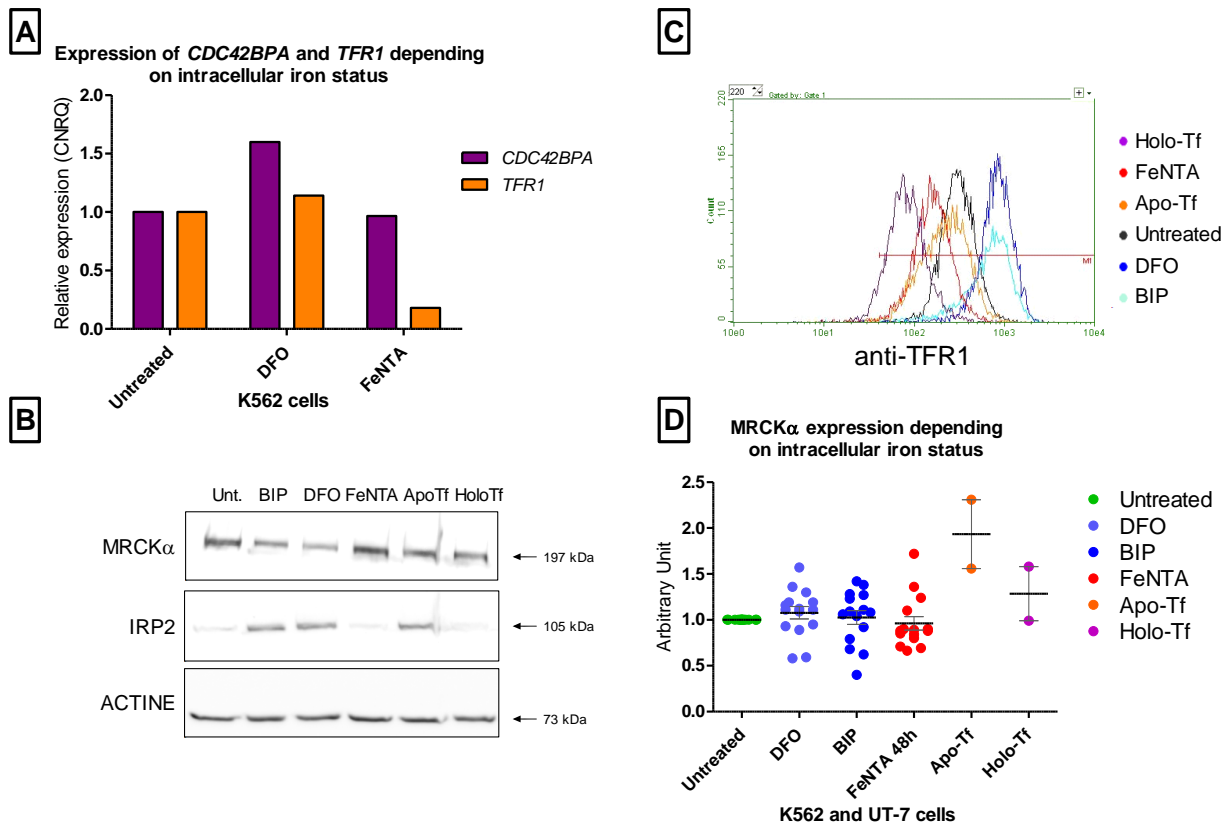 A
Expression of CDC42BPA and TFR1 depending
on intracellular iron status
Relative expression (CNRQ)
2.0
1.5
1.0
0.5
0.0
Untreated
DFO
FeNTA
K562 cells
CDC42BPA
TFR1
B
Unt. BIP DFO FeNTA ApoTf HoloTf
MRCKα
197 kDa
IRP2
105 kDa
ACTINE
73 kDa
C
220 Gated by: Gate 1
Count
220
165
110
55
0
M1
10e0 10e1 10e2 10e3 10e4
anti-TFR1
Holo-Tf
FeNTA
Apo-Tf
Untreated
DFO
BIP
D
MRCKα expression depending
on intracellular iron status
Arbitrary Unit
2.5
2.0
1.5
1.0
0.5
0.0
Untreated
DFO
BIP
FeNTA 48h
Apo-Tf
Holo-Tf
K562 and UT-7 cells
Untreated
DFO
BIP
FeNTA
Apo-Tf
Holo-Tf